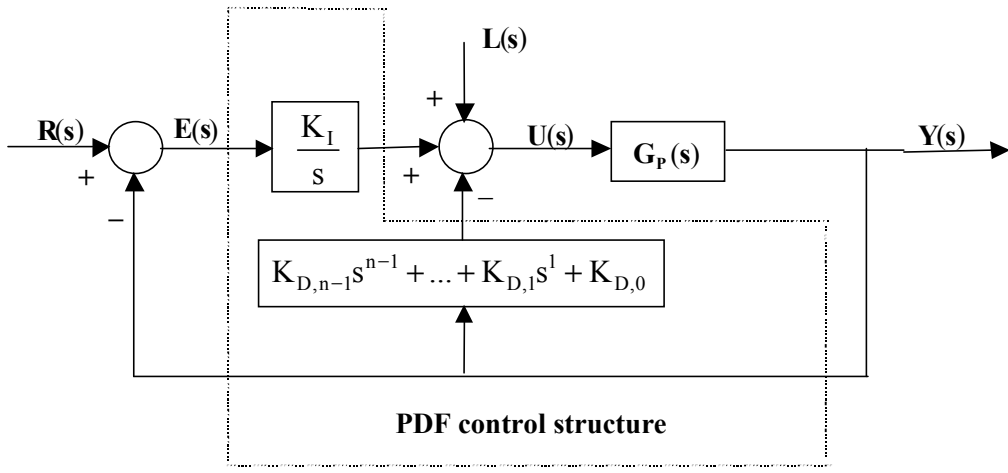 L(s)
+
R(s)
E(s)
K_I
s
U(s)
G_P(s)
Y(s)
+
+
−
−
K_{D,n−1}s^{n−1} + ... + K_{D,1}s^1 + K_{D,0}
PDF control structure